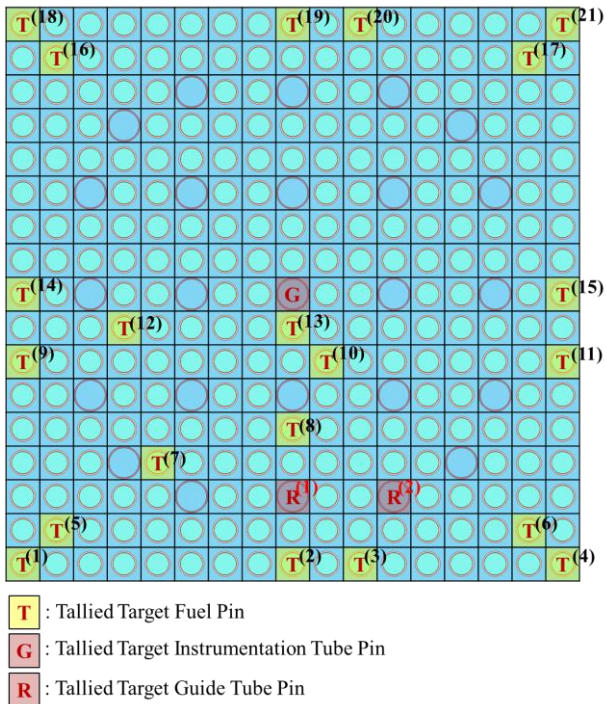 T(18) T(19) T(20) T(21)
T(16) T(17)
T(14) G T(15)
T(12) T(13)
T(9) T(10) T(11)
T(8)
T(7)
R(1) R(2)
T(5) T(6)
T(1) T(2) T(3) T(4)
T : Tallied Target Fuel Pin
G : Tallied Target Instrumentation Tube Pin
R : Tallied Target Guide Tube Pin